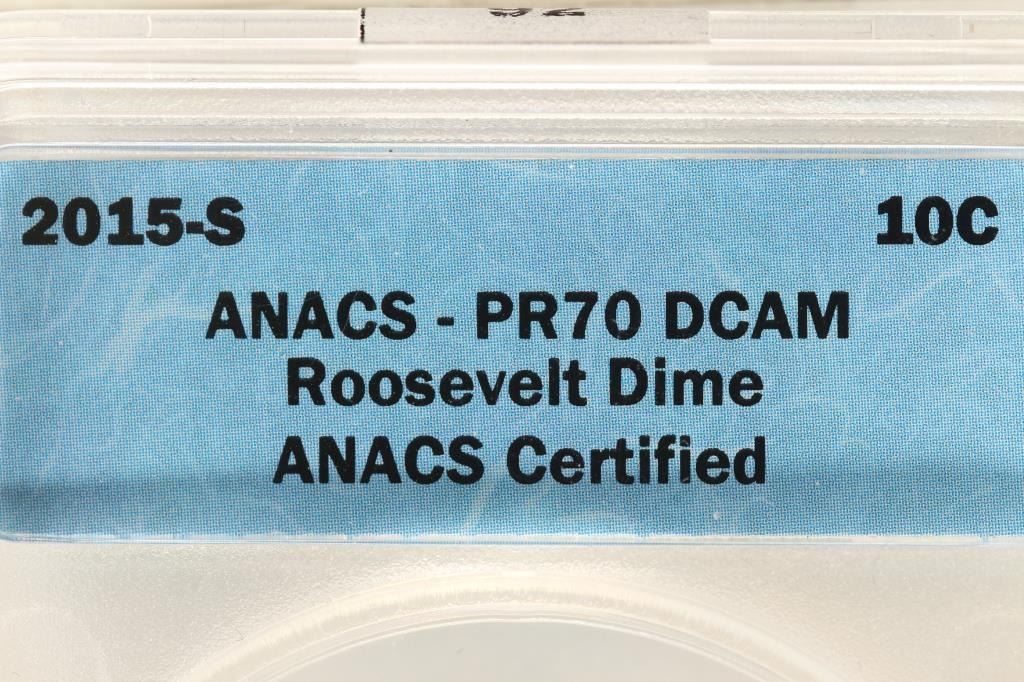 2015-S 10C
ANACS - PR70 DCAM
Roosevelt Dime
ANACS Certified